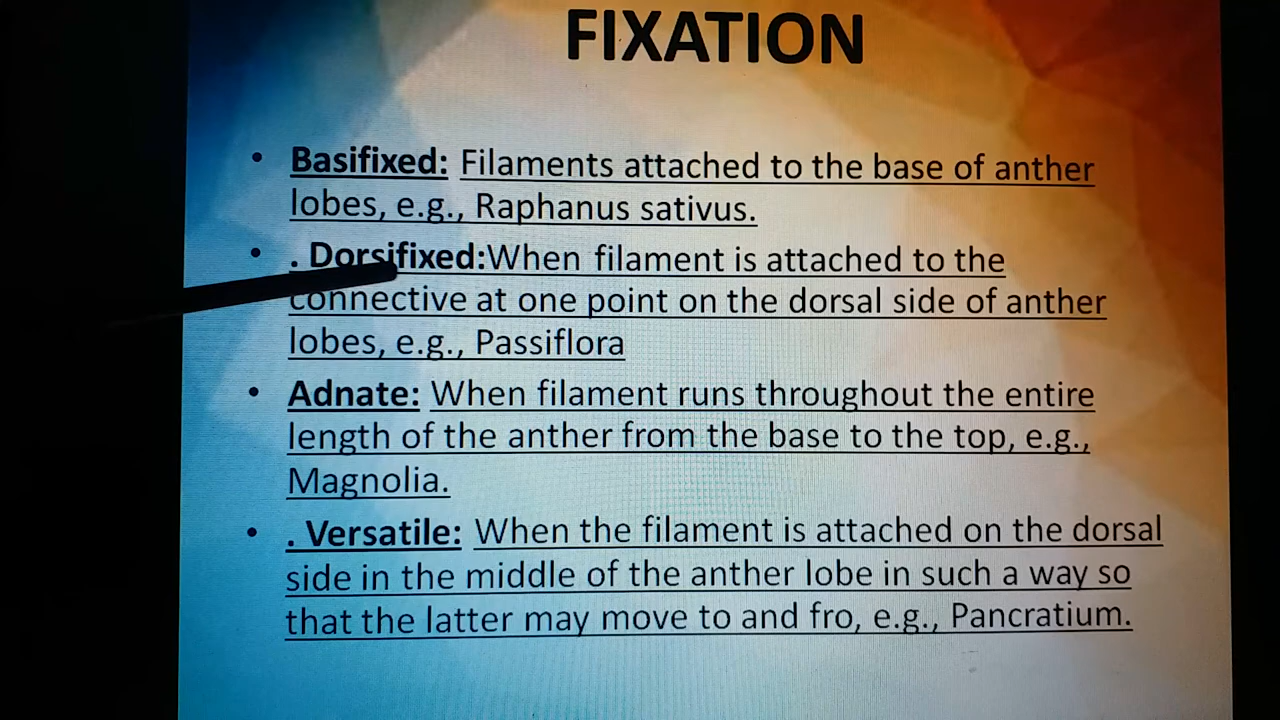 FIXATION
• Basifixed: Filaments attached to the base of anther
lobes, e.g., Raphanus sativus.
• . Dorsifixed:When filament is attached to the
connective at one point on the dorsal side of anther
lobes, e.g., Passiflora
• Adnate: When filament runs throughout the entire
length of the anther from the base to the top, e.g.,
Magnolia.
• . Versatile: When the filament is attached on the dorsal
side in the middle of the anther lobe in such a way so
that the latter may move to and fro, e.g., Pancratium.